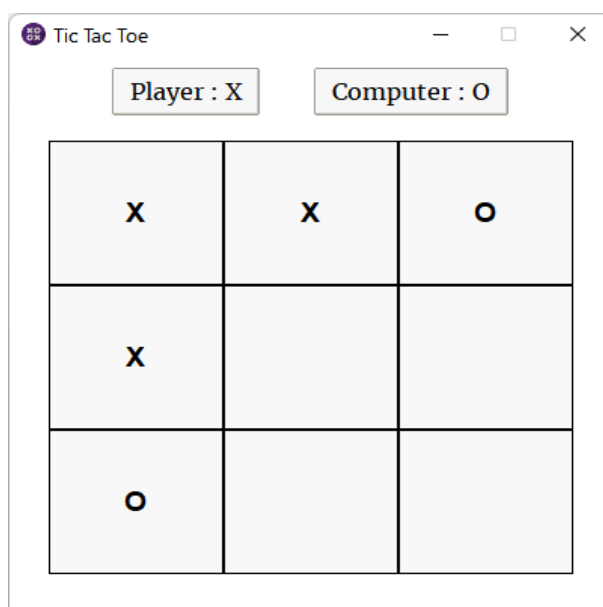 Tic Tac Toe
Player : X Computer : O
X X O
X
O